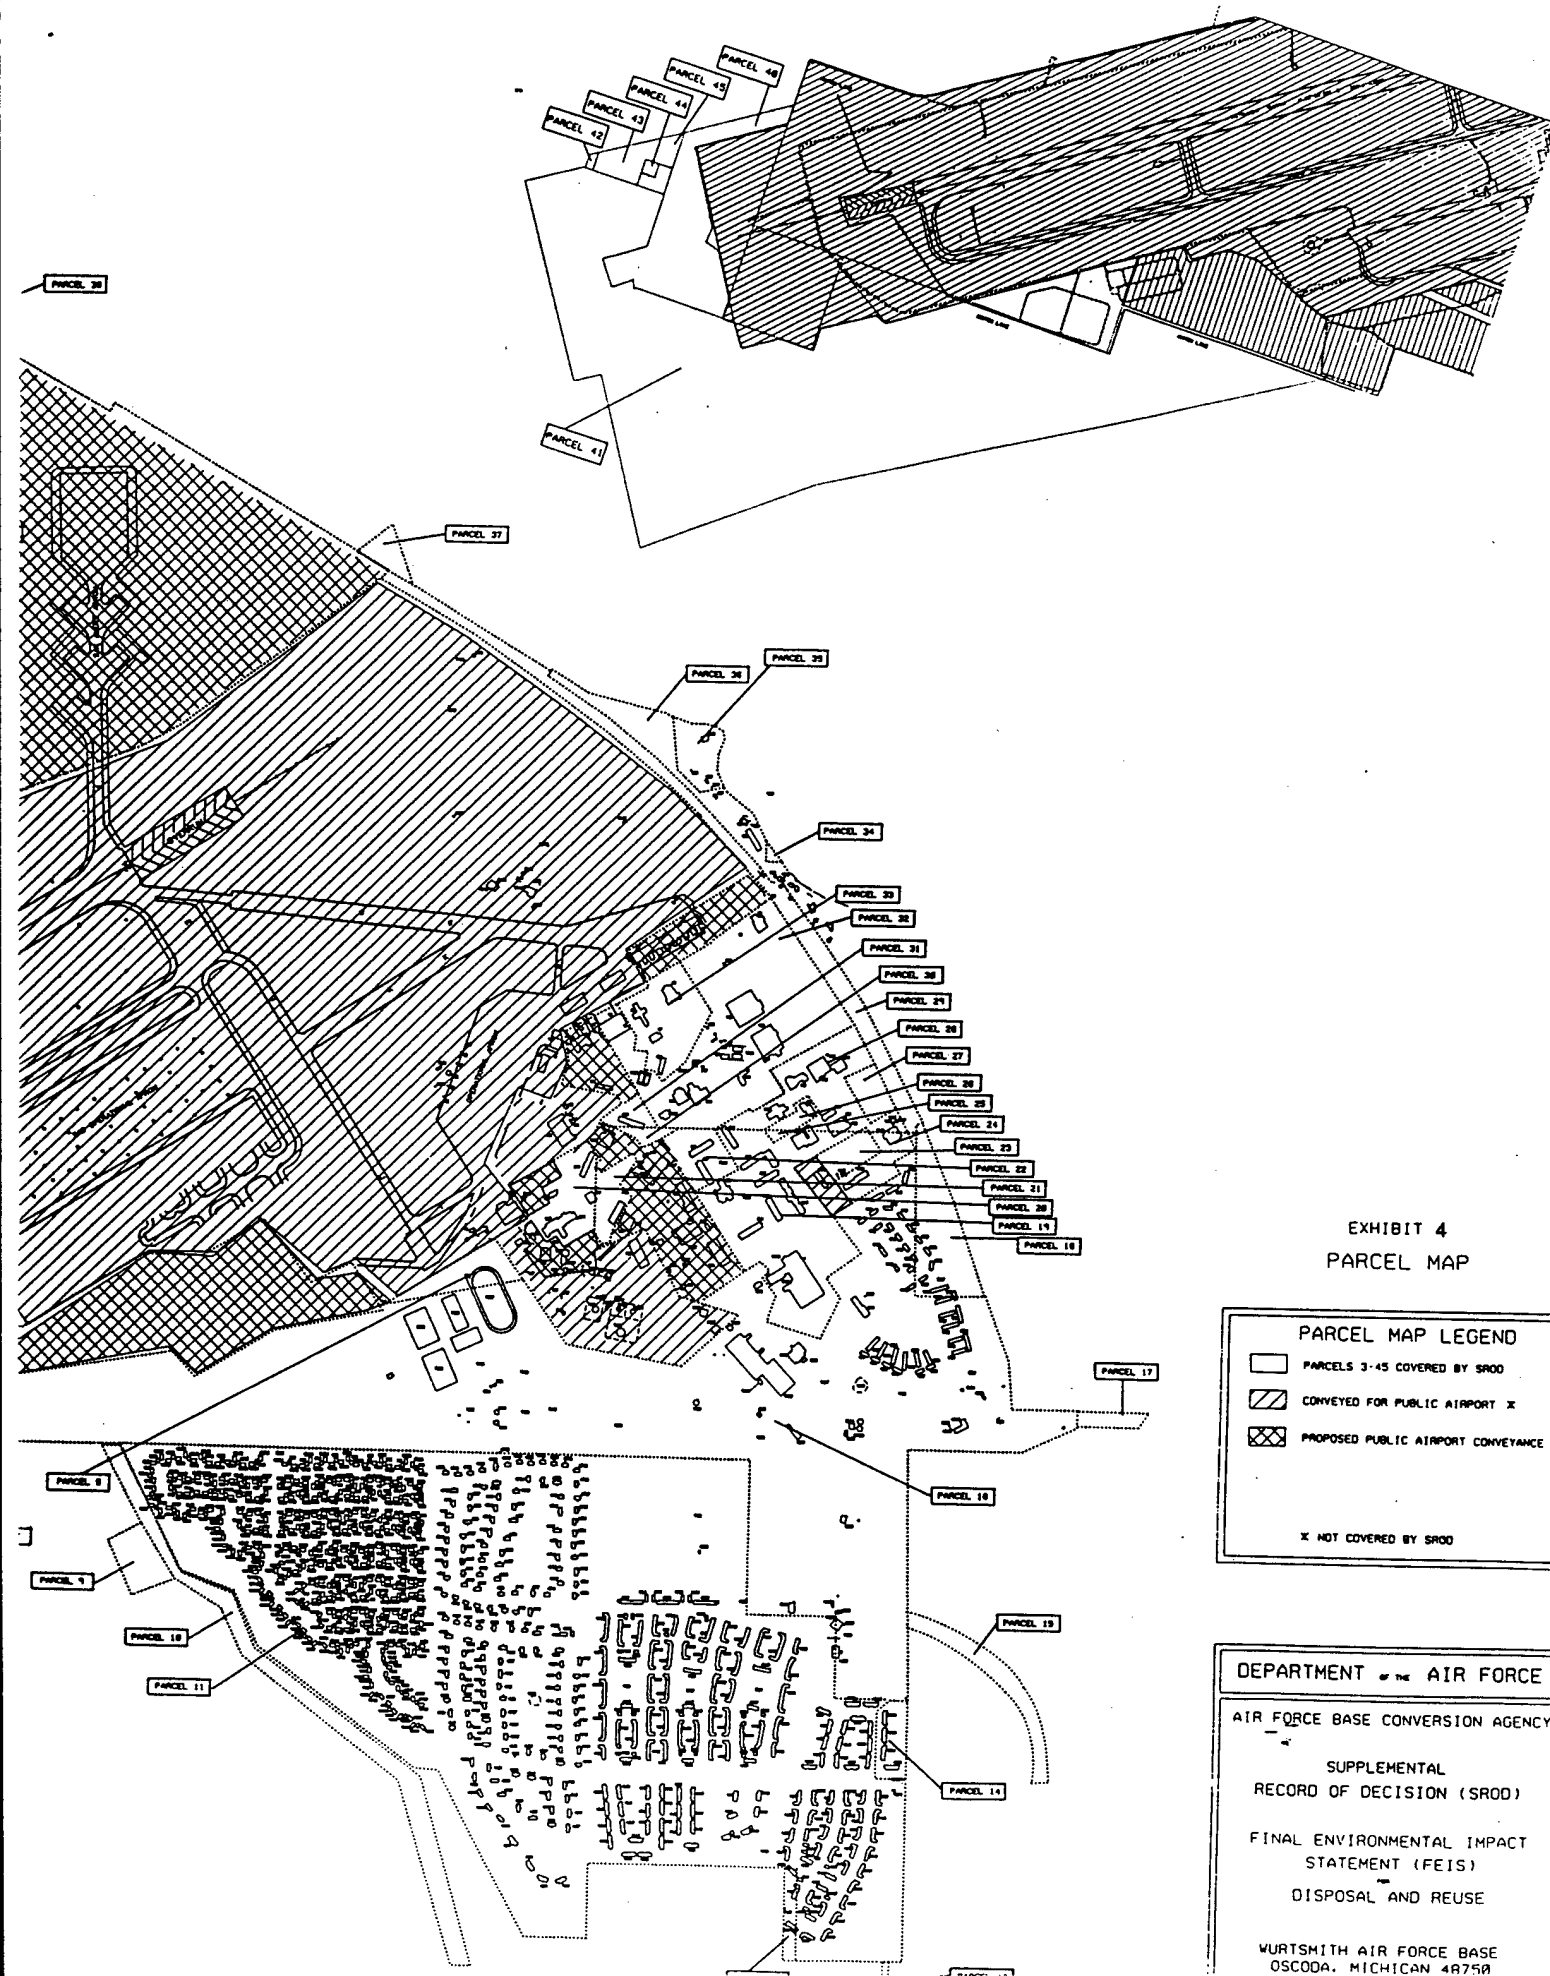 PARCEL 46
PARCEL 45
PARCEL 44
PARCEL 43
PARCEL 42
PARCEL 41
PARCEL 37
PARCEL 36
PARCEL 35
PARCEL 34
PARCEL 33
PARCEL 32
PARCEL 31
PARCEL 30
PARCEL 29
PARCEL 28
PARCEL 27
PARCEL 26
PARCEL 25
PARCEL 24
PARCEL 23
PARCEL 22
PARCEL 21
PARCEL 20
PARCEL 19
PARCEL 18
PARCEL 17
PARCEL 8
PARCEL 9
PARCEL 10
PARCEL 11
PARCEL 14
OVERRUN
OPERATIONAL APRON
EXHIBIT 4
PARCEL MAP
PARCEL MAP LEGEND
PARCELS 3-45 COVERED BY SROD
CONVEYED FOR PUBLIC AIRPORT *
PROPOSED PUBLIC AIRPORT CONVEYANCE
* NOT COVERED BY SROD
DEPARTMENT OF THE AIR FORCE
AIR FORCE BASE CONVERSION AGENCY
SUPPLEMENTAL
RECORD OF DECISION (SROD)
FINAL ENVIRONMENTAL IMPACT
STATEMENT (FEIS)
FOR
DISPOSAL AND REUSE
WURTSMITH AIR FORCE BASE
OSCODA, MICHIGAN 48750